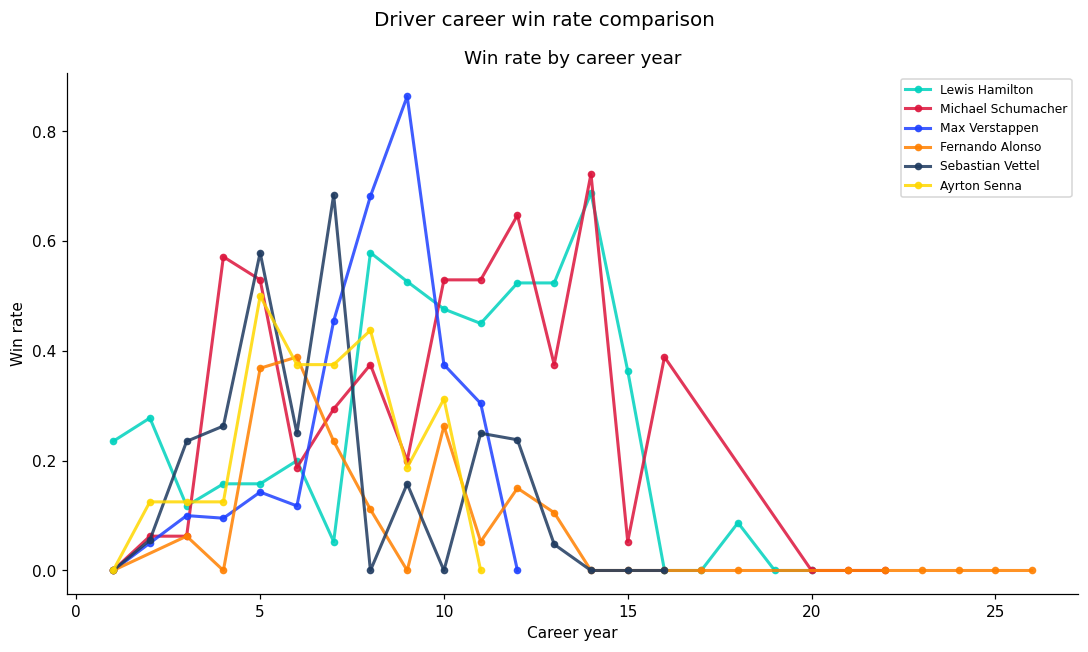 Driver career win rate comparison
Win rate by career year
Lewis Hamilton
Michael Schumacher
Max Verstappen
Fernando Alonso
Sebastian Vettel
Ayrton Senna
Win rate
0.8
0.6
0.4
0.2
0.0
0 5 10 15 20 25
Career year